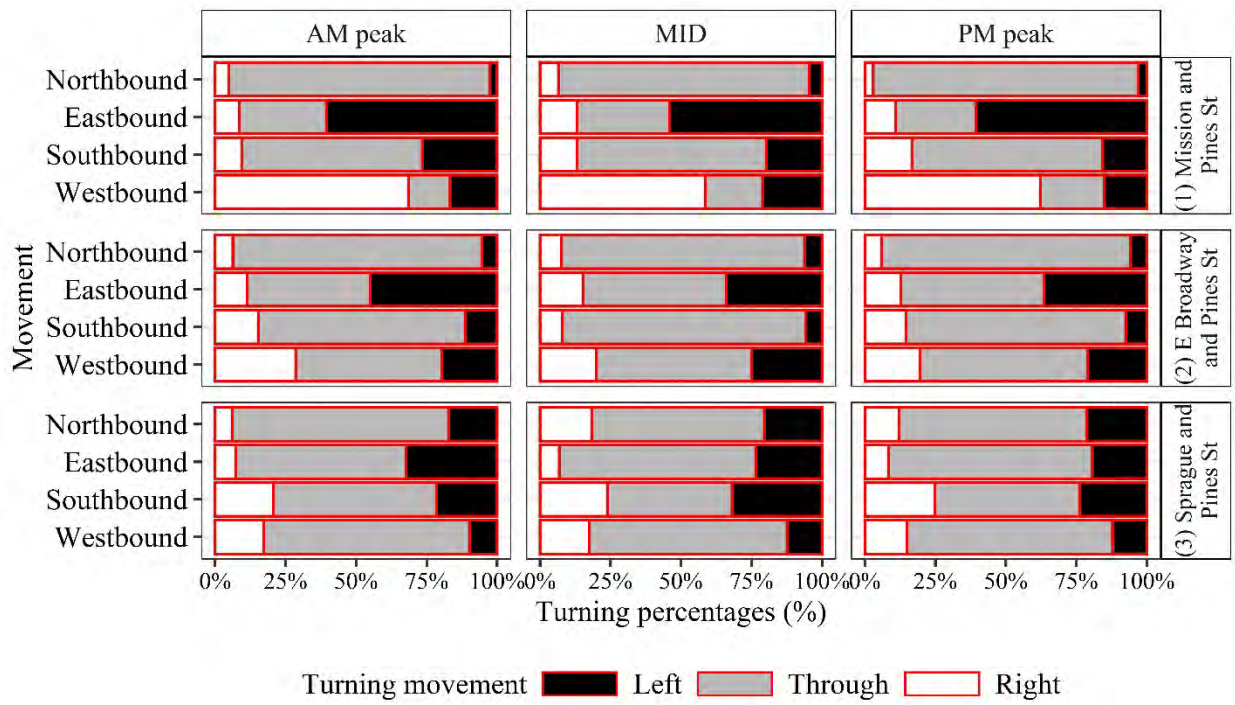 AM peak
MID
PM peak
Movement
Northbound
Eastbound
Southbound
Westbound
(1) Mission and
Pines St
Northbound
Eastbound
Southbound
Westbound
(2) E Broadway
and Pines St
Northbound
Eastbound
Southbound
Westbound
(3) Sprague and
Pines St
0% 25% 50% 75% 100%
0% 25% 50% 75% 100%
0% 25% 50% 75% 100%
Turning percentages (%)
Turning movement Left Through Right